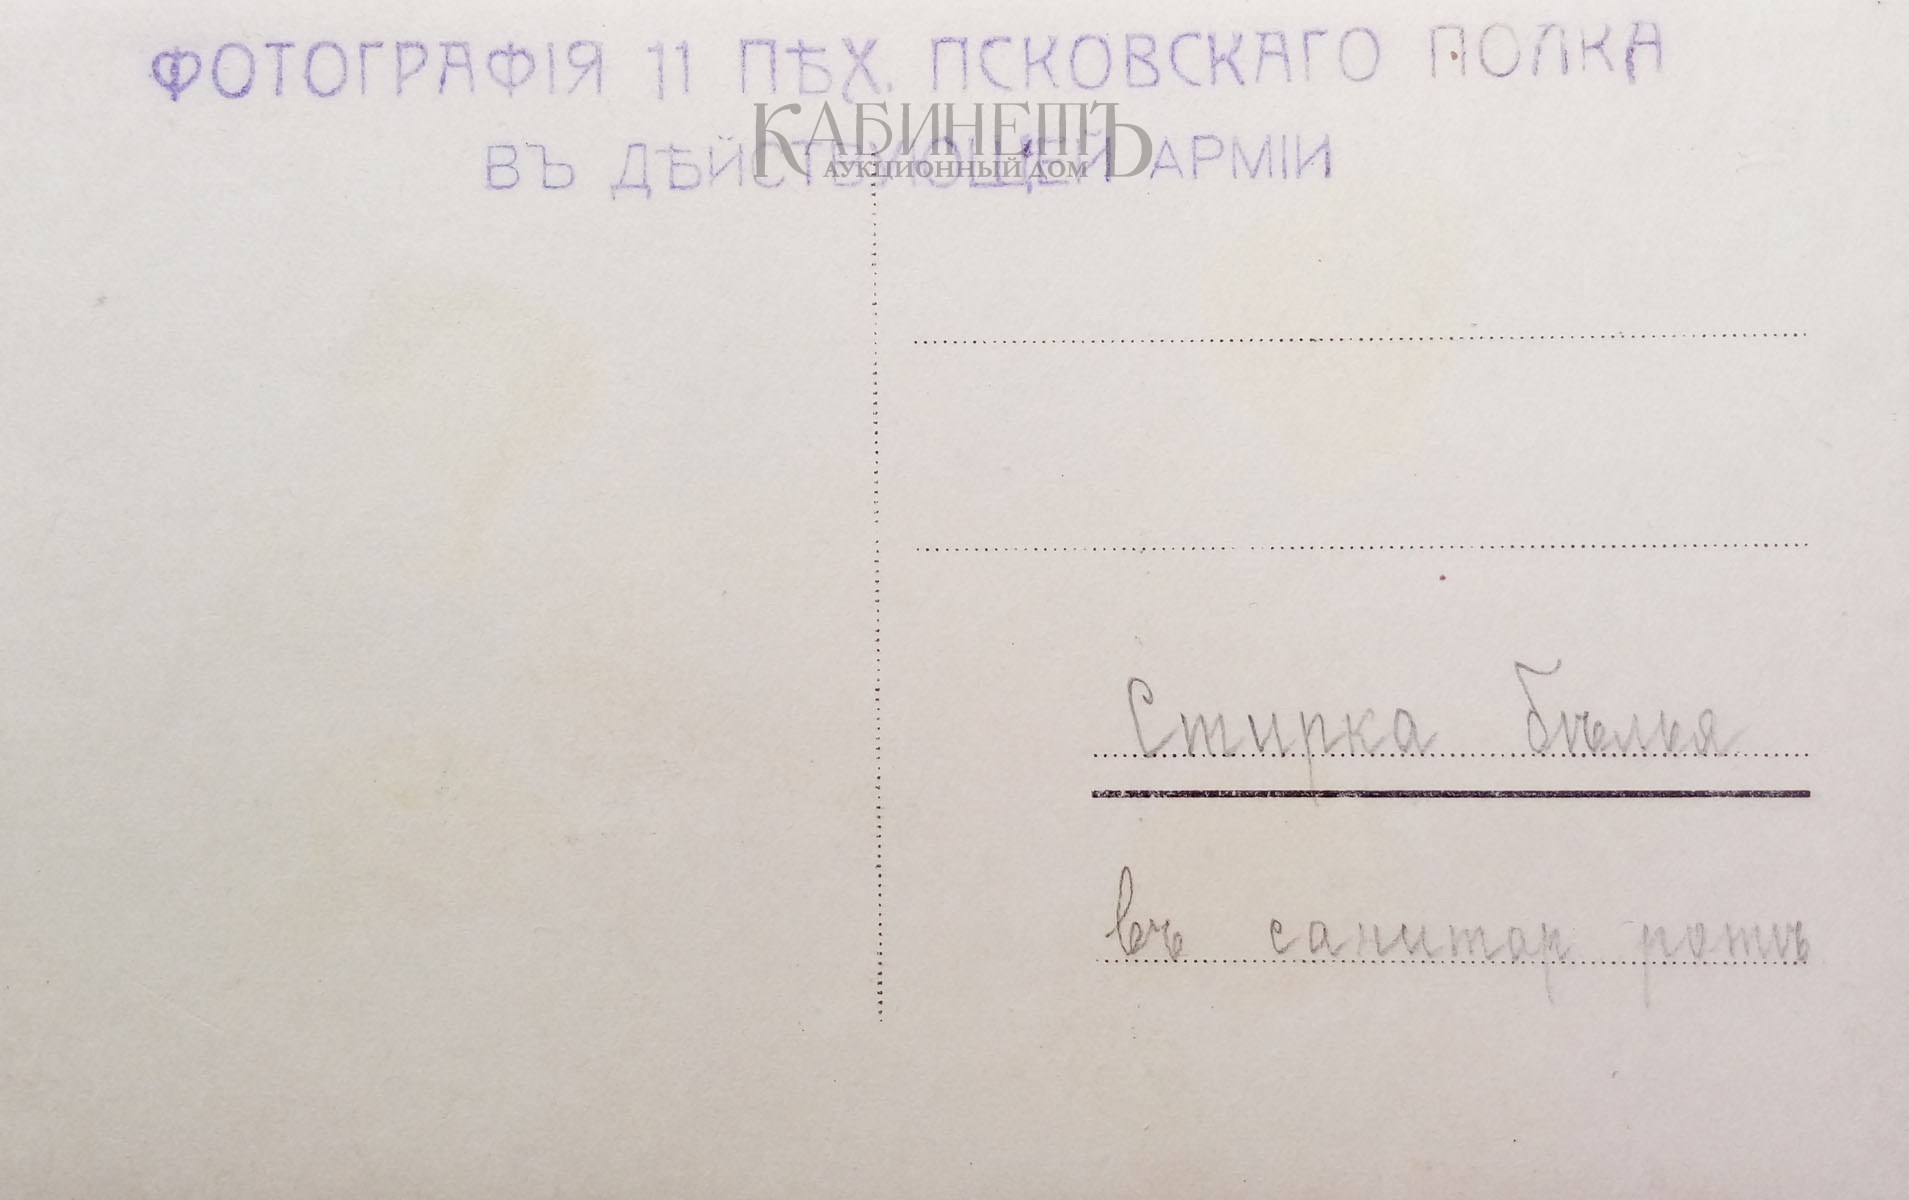 ФОТОГРАФІЯ 11 ПѢХ. ПСКОВСКАГО ПОЛКА
КАБИНЕТЪ
ВЪ ДѢЙСТВУЮЩЕЙ АРМІИ
АУКЦИОННЫЙ ДОМ
Стирка бѣлья
въ санитар ротѣ